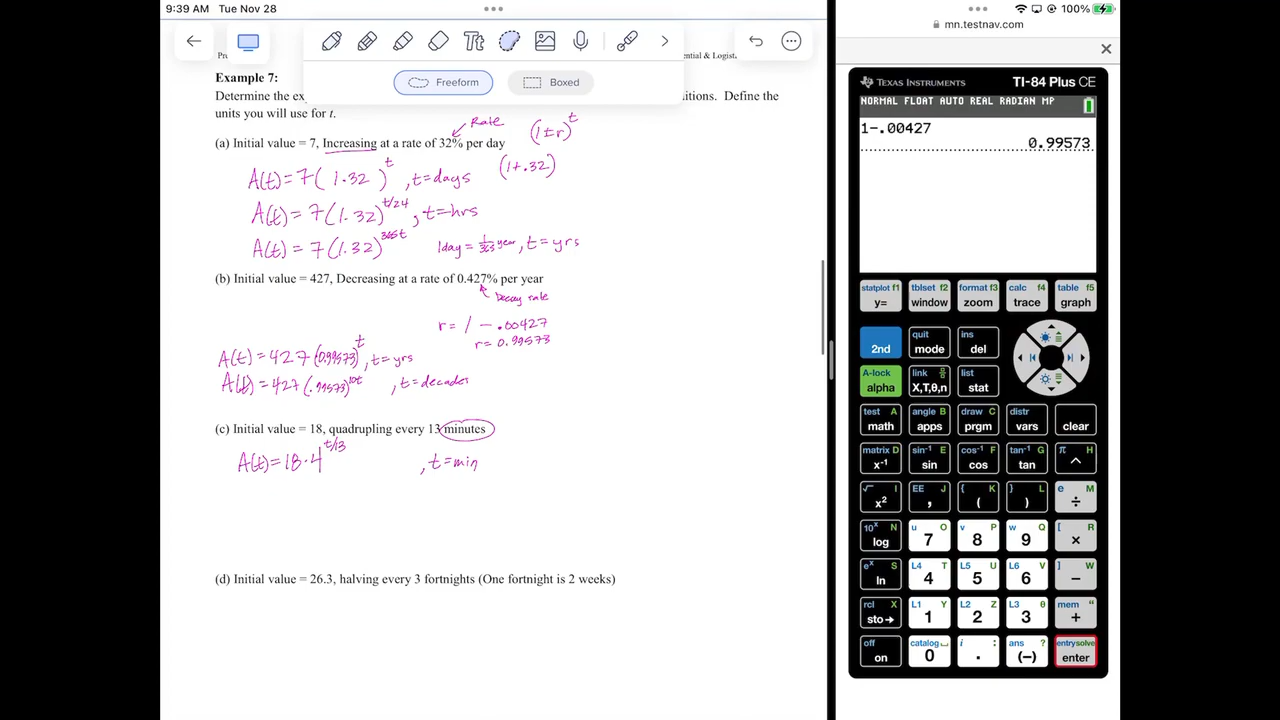 9:39 AM Tue Nov 28
100%
mn.testnav.com
Tt
Freeform
Boxed
Example 7:
Determine the
itions. Define the
units you will use for t.
Rate
(1±r)^t
(a) Initial value = 7, Increasing at a rate of 32% per day
(1+.32)
A(t) = 7(1.32)^t , t=days
A(t) = 7(1.32)^t/24 , t=hrs
A(t) = 7(1.32)^365t 1day = 1/365 year, t = yrs
(b) Initial value = 427, Decreasing at a rate of 0.427% per year
Decay rate
r = 1 - .00427
r = 0.99573
A(t) = 427(0.99573)^t, t = yrs
A(t) = 427(.99573)^10t , t=decades
(c) Initial value = 18, quadrupling every 13 minutes
A(t) = 18·4^t/13 , t=min
(d) Initial value = 26.3, halving every 3 fortnights (One fortnight is 2 weeks)
TEXAS INSTRUMENTS TI-84 Plus CE
NORMAL FLOAT AUTO REAL RADIAN MP
1-.00427
0.99573
statplot f1 tblset f2 format f3 calc f4 table f5
y= window zoom trace graph
quit ins
2nd mode del
A-lock link list
alpha X,T,θ,n stat
test A angle B draw C distr
math apps prgm vars clear
matrix D sin⁻¹ E cos⁻¹ F tan⁻¹ G π H
x⁻¹ sin cos tan ^
√ I EE J { K } L e M
x² , ( ) ÷
10ˣ N u O v P w Q [ R
log 7 8 9 ×
eˣ S L4 T L5 U L6 V ] W
ln 4 5 6 −
rcl X L1 Y L2 Z L3 θ mem "
sto→ 1 2 3 +
off catalog i : ans ? entry solve
on 0 . (−) enter